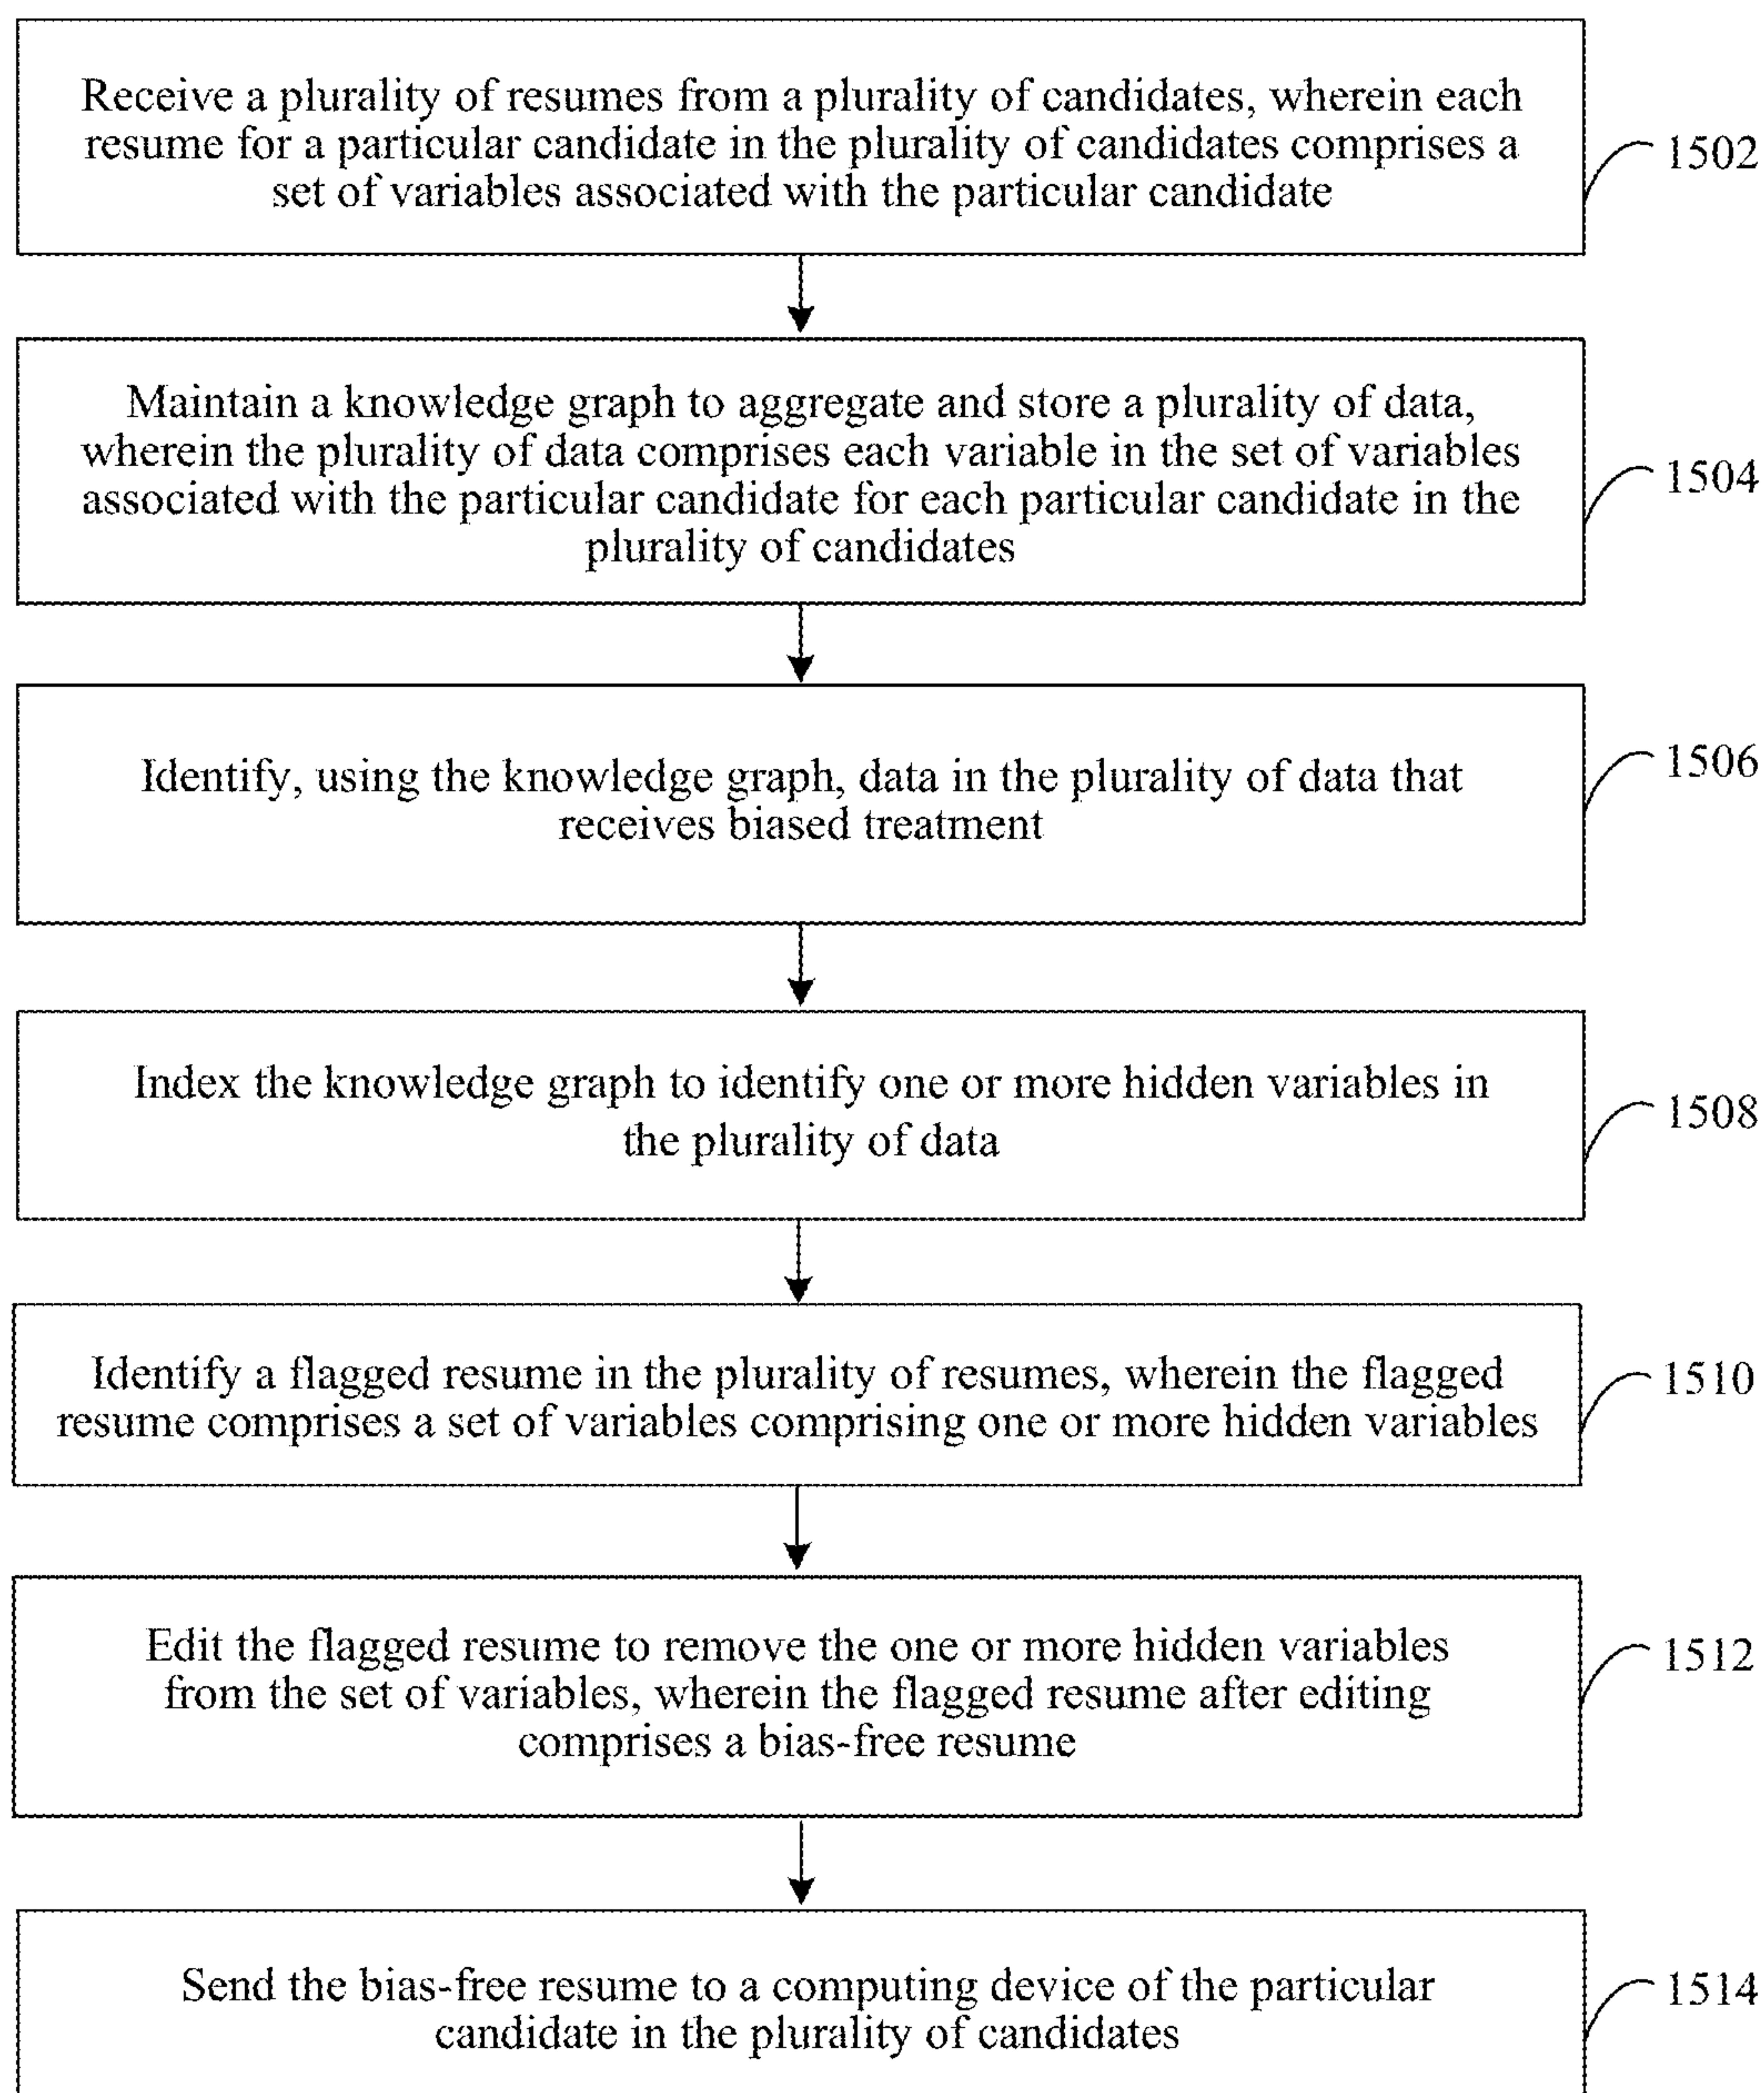 Receive a plurality of resumes from a plurality of candidates, wherein each
resume for a particular candidate in the plurality of candidates comprises a
set of variables associated with the particular candidate
1502
Maintain a knowledge graph to aggregate and store a plurality of data,
wherein the plurality of data comprises each variable in the set of variables
associated with the particular candidate for each particular candidate in the
plurality of candidates
1504
Identify, using the knowledge graph, data in the plurality of data that
receives biased treatment
1506
Index the knowledge graph to identify one or more hidden variables in
the plurality of data
1508
Identify a flagged resume in the plurality of resumes, wherein the flagged
resume comprises a set of variables comprising one or more hidden variables
1510
Edit the flagged resume to remove the one or more hidden variables
from the set of variables, wherein the flagged resume after editing
comprises a bias-free resume
1512
Send the bias-free resume to a computing device of the particular
candidate in the plurality of candidates
1514